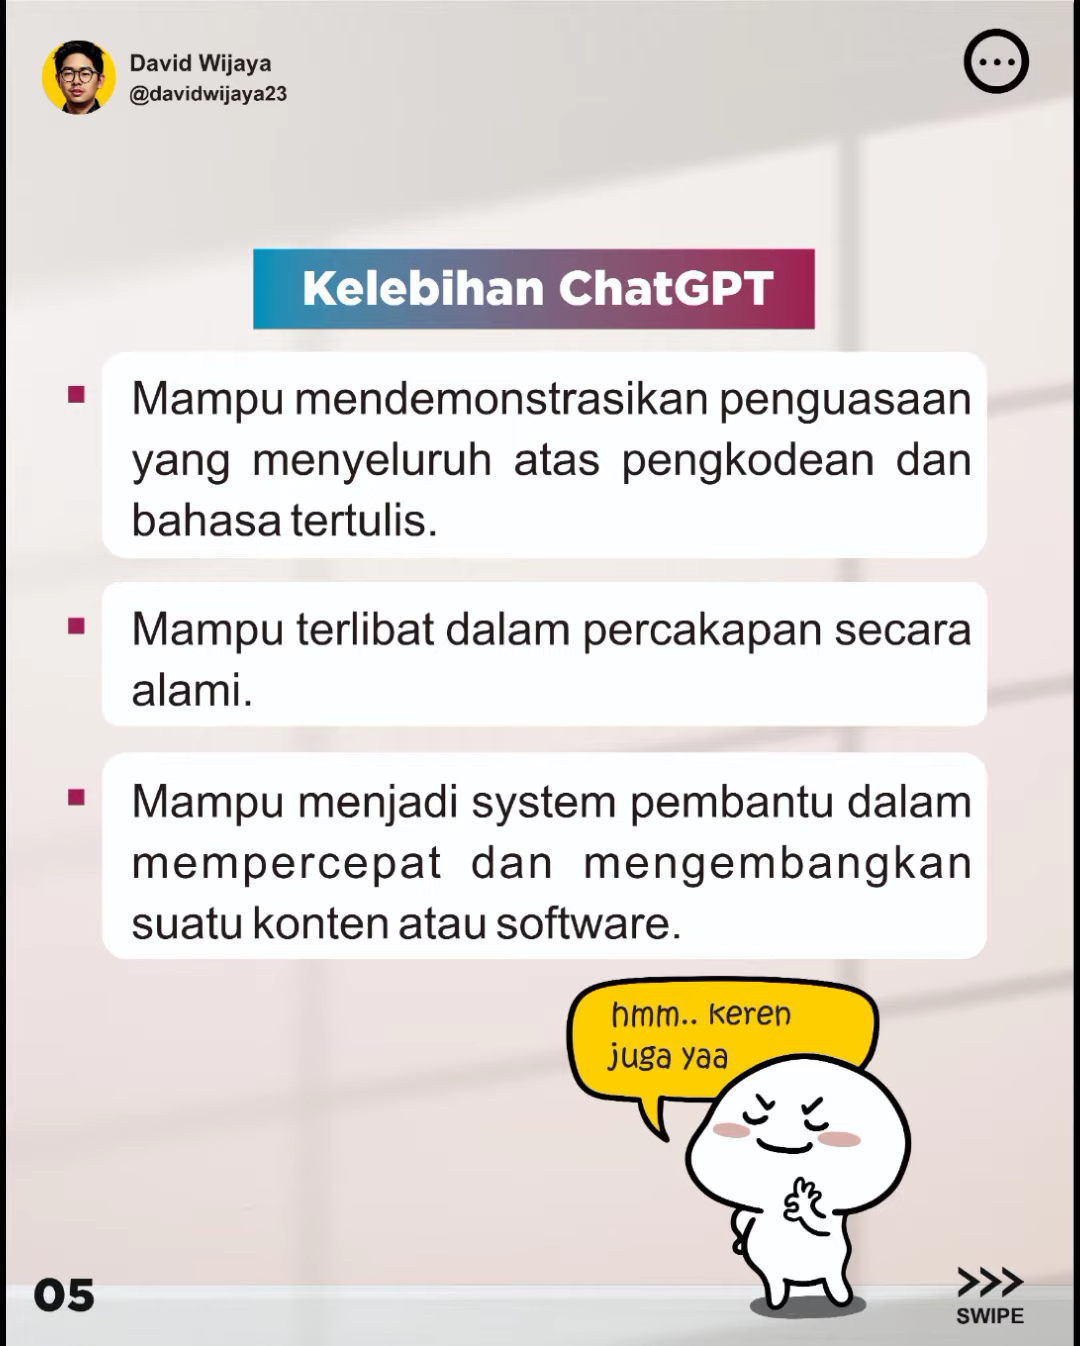 David Wijaya
@davidwijaya23
Kelebihan ChatGPT
Mampu mendemonstrasikan penguasaan
yang menyeluruh atas pengkodean dan
bahasa tertulis.
Mampu terlibat dalam percakapan secara
alami.
Mampu menjadi system pembantu dalam
mempercepat dan mengembangkan
suatu konten atau software.
hmm.. keren
juga yaa
05
>>>
SWIPE